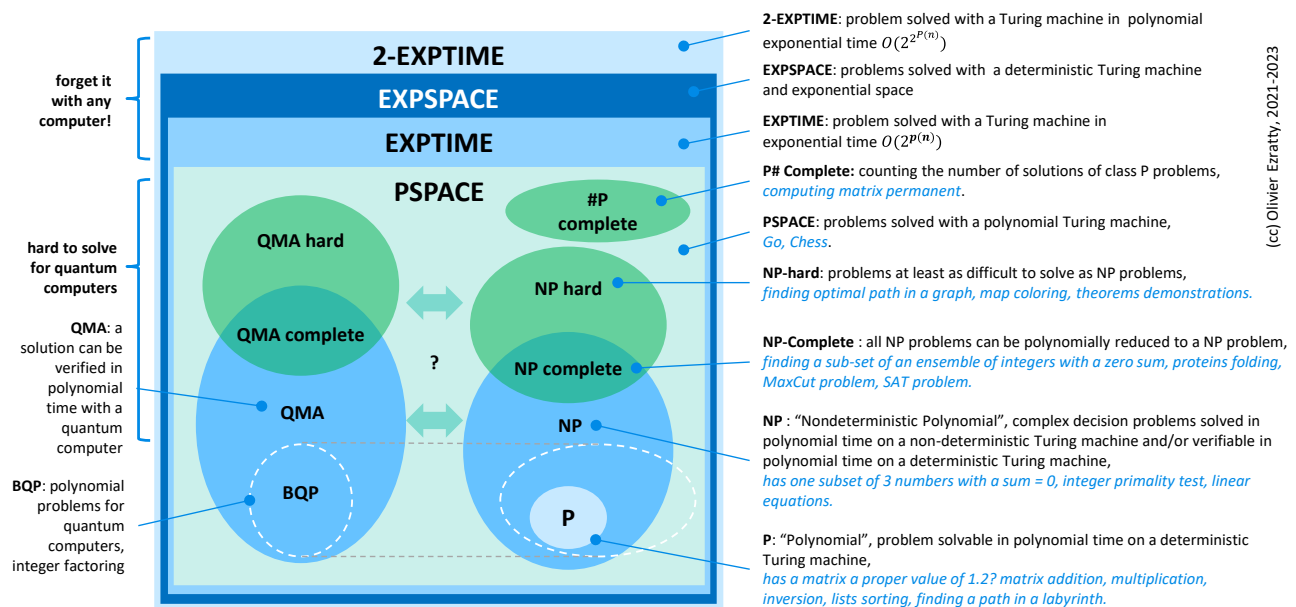 forget it
with any
computer!
hard to solve
for quantum
computers
QMA: a
solution can be
verified in
polynomial
time with a
quantum
computer
BQP: polynomial
problems for
quantum
computers,
integer factoring
2-EXPTIME
EXPSPACE
EXPTIME
PSPACE
#P
complete
QMA hard
NP hard
QMA complete
?
NP complete
QMA
NP
BQP
P
2-EXPTIME: problem solved with a Turing machine in polynomial
exponential time O(2^{2^{P(n)}})
EXPSPACE: problems solved with a deterministic Turing machine
and exponential space
EXPTIME: problem solved with a Turing machine in
exponential time O(2^{p(n)})
P# Complete: counting the number of solutions of class P problems,
computing matrix permanent.
PSPACE: problems solved with a polynomial Turing machine,
Go, Chess.
NP-hard: problems at least as difficult to solve as NP problems,
finding optimal path in a graph, map coloring, theorems demonstrations.
NP-Complete : all NP problems can be polynomially reduced to a NP problem,
finding a sub-set of an ensemble of integers with a zero sum, proteins folding,
MaxCut problem, SAT problem.
NP : “Nondeterministic Polynomial”, complex decision problems solved in
polynomial time on a non-deterministic Turing machine and/or verifiable in
polynomial time on a deterministic Turing machine,
has one subset of 3 numbers with a sum = 0, integer primality test, linear
equations.
P: “Polynomial”, problem solvable in polynomial time on a deterministic
Turing machine,
has a matrix a proper value of 1.2? matrix addition, multiplication,
inversion, lists sorting, finding a path in a labyrinth.
(cc) Olivier Ezratty, 2021-2023